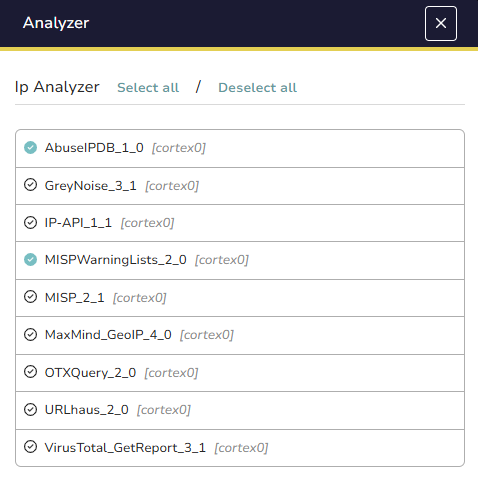 Analyzer
Ip Analyzer Select all / Deselect all
AbuseIPDB_1_0 [cortex0]
GreyNoise_3_1 [cortex0]
IP-API_1_1 [cortex0]
MISPWarningLists_2_0 [cortex0]
MISP_2_1 [cortex0]
MaxMind_GeoIP_4_0 [cortex0]
OTXQuery_2_0 [cortex0]
URLhaus_2_0 [cortex0]
VirusTotal_GetReport_3_1 [cortex0]